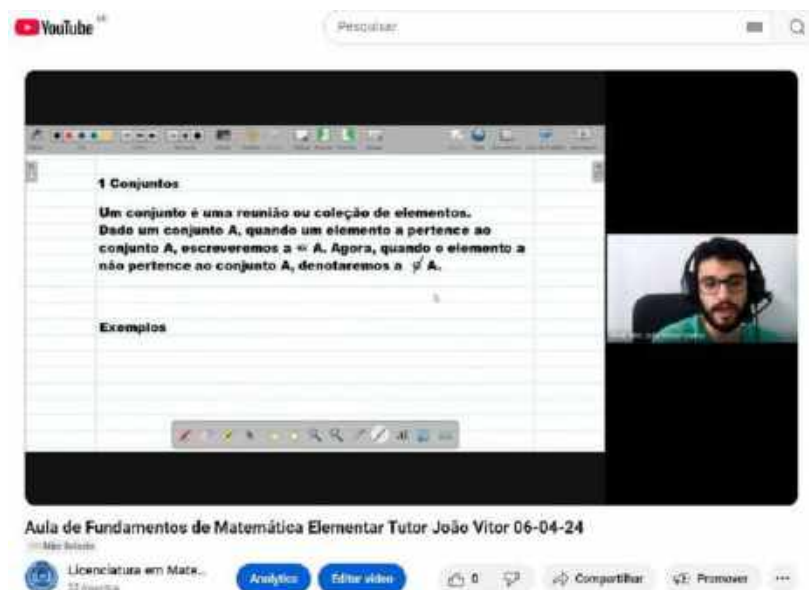 YouTube
Pesquisar
1 Conjuntos
Um conjunto é uma reunião ou coleção de elementos.
Dado um conjunto A, quando um elemento a pertence ao
conjunto A, escreveremos a ∈ A. Agora, quando o elemento a
não pertence ao conjunto A, denotaremos a ∉ A.
Exemplos
Aula de Fundamentos de Matemática Elementar Tutor João Vitor 06-04-24
Não listado
Licenciatura em Mate...
Analytics
Editar vídeo
0
Compartilhar
Promover